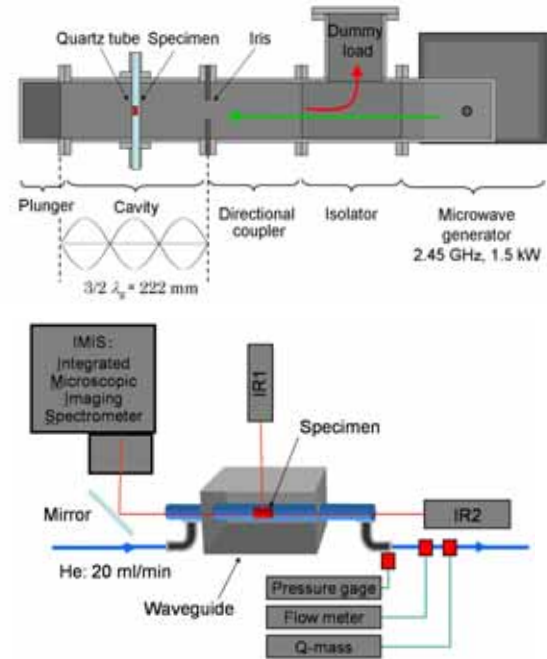 Quartz tube
Specimen
Iris
Dummy
load
Plunger
Cavity
Directional
coupler
Isolator
Microwave
generator
2.45 GHz, 1.5 kW
3/2 λg = 222 mm
IMIS:
Integrated
Microscopic
Imaging
Spectrometer
IR1
Specimen
Mirror
IR2
He: 20 ml/min
Waveguide
Pressure gage
Flow meter
Q-mass